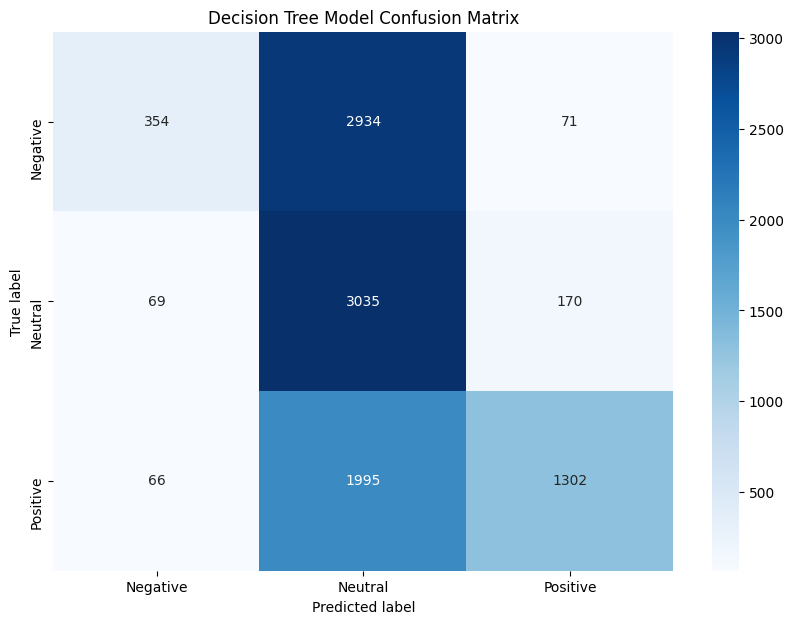 Decision Tree Model Confusion Matrix
True label
Negative
354 2934 71
Neutral
69 3035 170
Positive
66 1995 1302
Negative Neutral Positive
Predicted label
3000
2500
2000
1500
1000
500